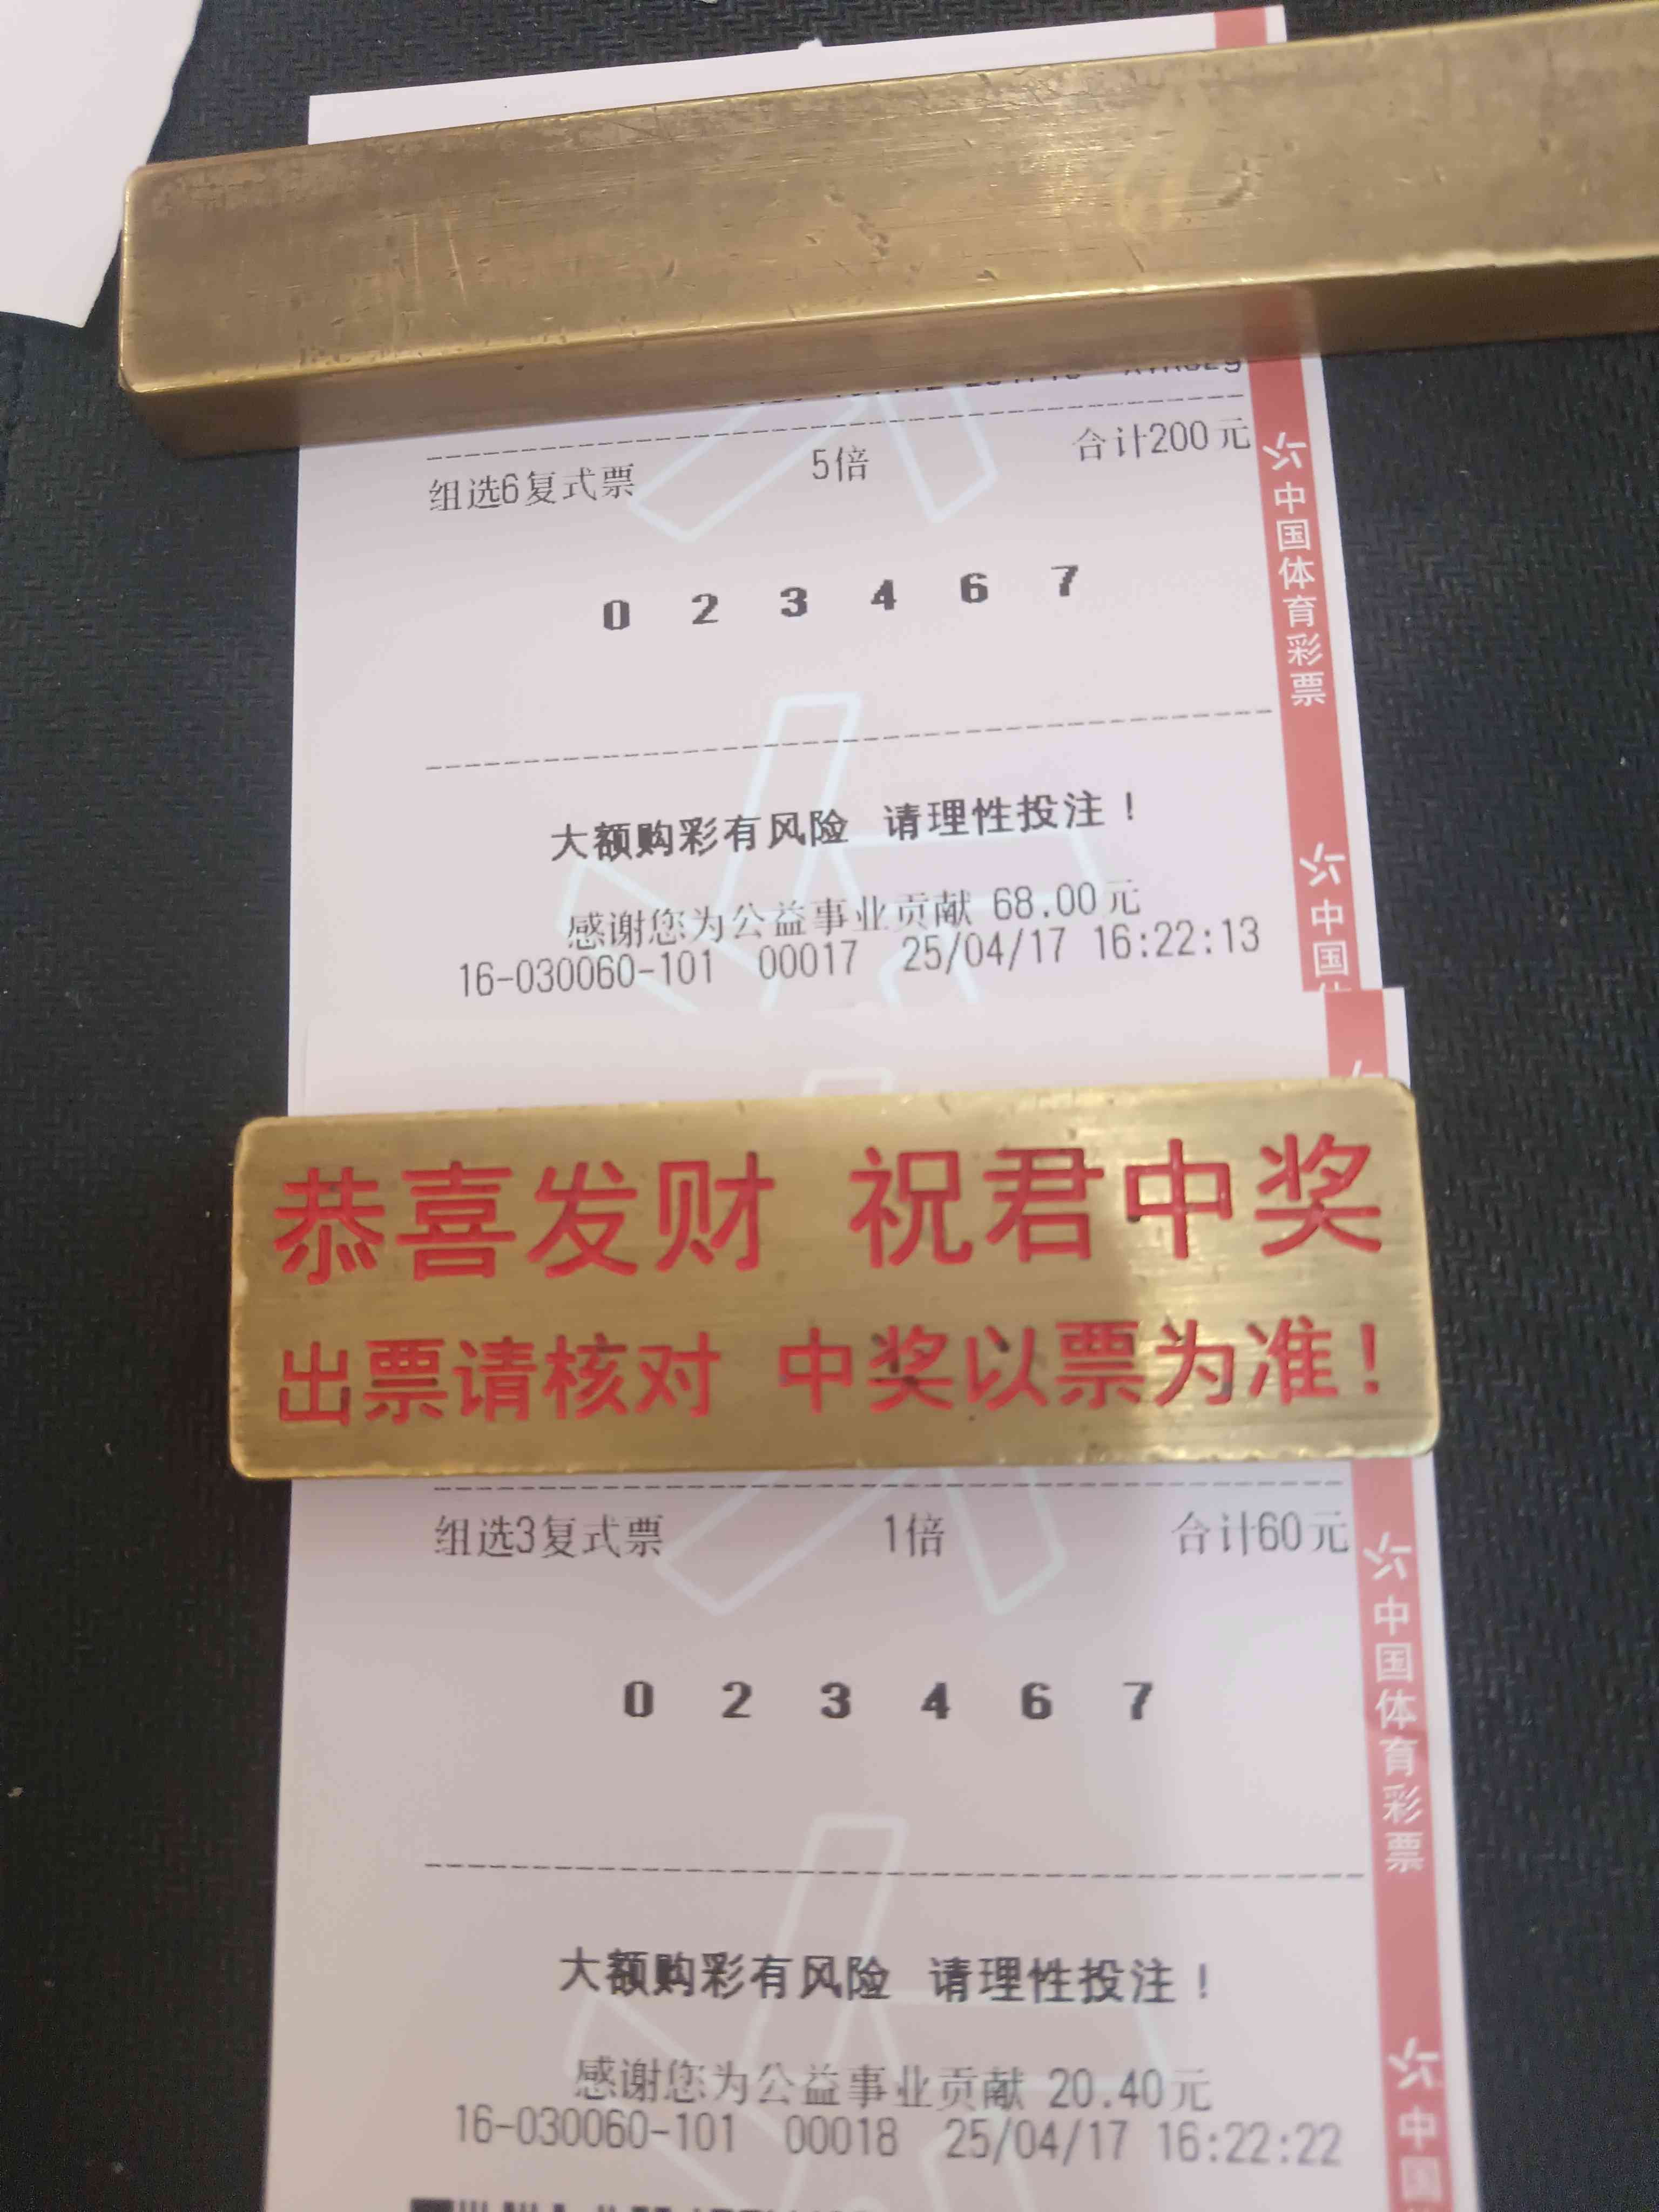 组选6复式票 5倍 合计200元
0 2 3 4 6 7
大额购彩有风险 请理性投注！
感谢您为公益事业贡献 68.00元
16-030060-101 00017 25/04/17 16:22:13
中国体育彩票
中国
恭喜发财 祝君中奖
出票请核对 中奖以票为准！
组选3复式票 1倍 合计60元
0 2 3 4 6 7
大额购彩有风险 请理性投注！
感谢您为公益事业贡献 20.40元
16-030060-101 00018 25/04/17 16:22:22
中国体育彩票
中国